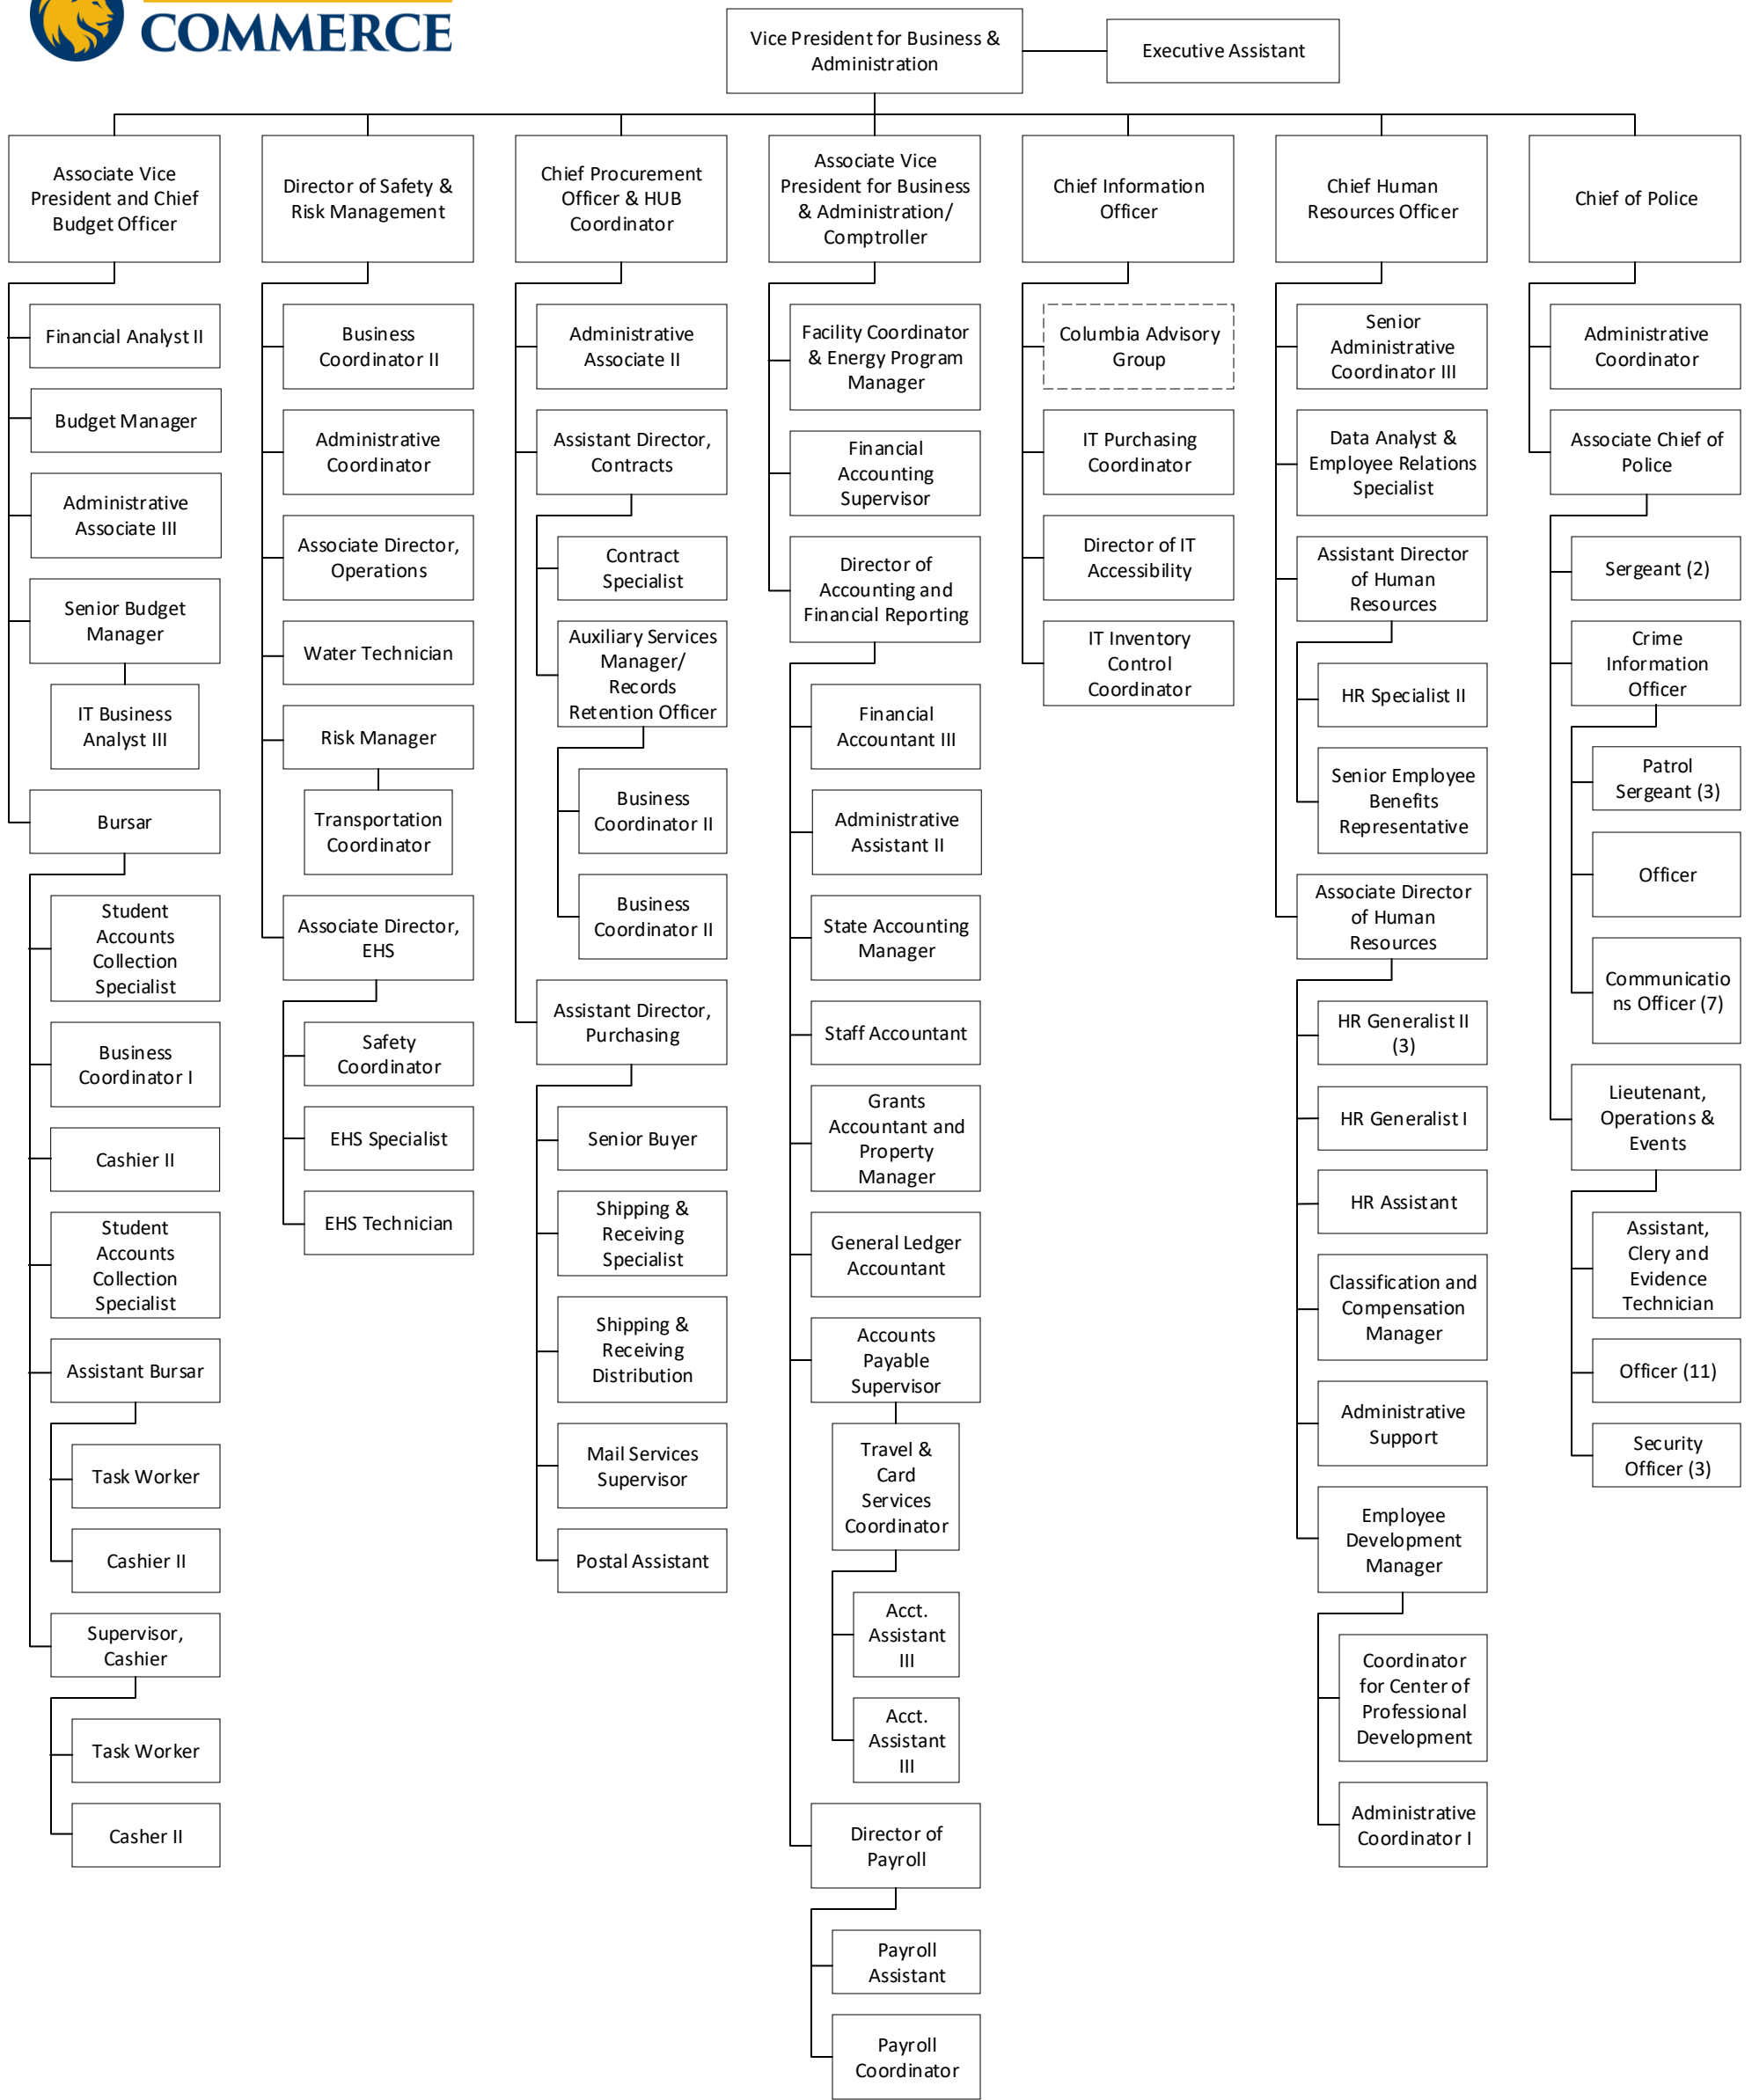 COMMERCE
Vice President for Business &
Administration
Executive Assistant
Associate Vice
President and Chief
Budget Officer
Director of Safety &
Risk Management
Chief Procurement
Officer & HUB
Coordinator
Associate Vice
President for Business
& Administration/
Comptroller
Chief Information
Officer
Chief Human
Resources Officer
Chief of Police
Financial Analyst II
Budget Manager
Administrative
Associate III
Senior Budget
Manager
IT Business
Analyst III
Bursar
Student
Accounts
Collection
Specialist
Business
Coordinator I
Cashier II
Student
Accounts
Collection
Specialist
Assistant Bursar
Task Worker
Cashier II
Supervisor,
Cashier
Task Worker
Casher II
Business
Coordinator II
Administrative
Coordinator
Associate Director,
Operations
Water Technician
Risk Manager
Transportation
Coordinator
Associate Director,
EHS
Safety
Coordinator
EHS Specialist
EHS Technician
Administrative
Associate II
Assistant Director,
Contracts
Contract
Specialist
Auxiliary Services
Manager/
Records
Retention Officer
Business
Coordinator II
Business
Coordinator II
Assistant Director,
Purchasing
Senior Buyer
Shipping &
Receiving
Specialist
Shipping &
Receiving
Distribution
Mail Services
Supervisor
Postal Assistant
Facility Coordinator
& Energy Program
Manager
Financial
Accounting
Supervisor
Director of
Accounting and
Financial Reporting
Financial
Accountant III
Administrative
Assistant II
State Accounting
Manager
Staff Accountant
Grants
Accountant and
Property
Manager
General Ledger
Accountant
Accounts
Payable
Supervisor
Travel &
Card
Services
Coordinator
Acct.
Assistant
III
Acct.
Assistant
III
Director of
Payroll
Payroll
Assistant
Payroll
Coordinator
Columbia Advisory
Group
IT Purchasing
Coordinator
Director of IT
Accessibility
IT Inventory
Control
Coordinator
Senior
Administrative
Coordinator III
Data Analyst &
Employee Relations
Specialist
Assistant Director
of Human
Resources
HR Specialist II
Senior Employee
Benefits
Representative
Associate Director
of Human
Resources
HR Generalist II
(3)
HR Generalist I
HR Assistant
Classification and
Compensation
Manager
Administrative
Support
Employee
Development
Manager
Coordinator
for Center of
Professional
Development
Administrative
Coordinator I
Administrative
Coordinator
Associate Chief of
Police
Sergeant (2)
Crime
Information
Officer
Patrol
Sergeant (3)
Officer
Communicatio
ns Officer (7)
Lieutenant,
Operations &
Events
Assistant,
Clery and
Evidence
Technician
Officer (11)
Security
Officer (3)